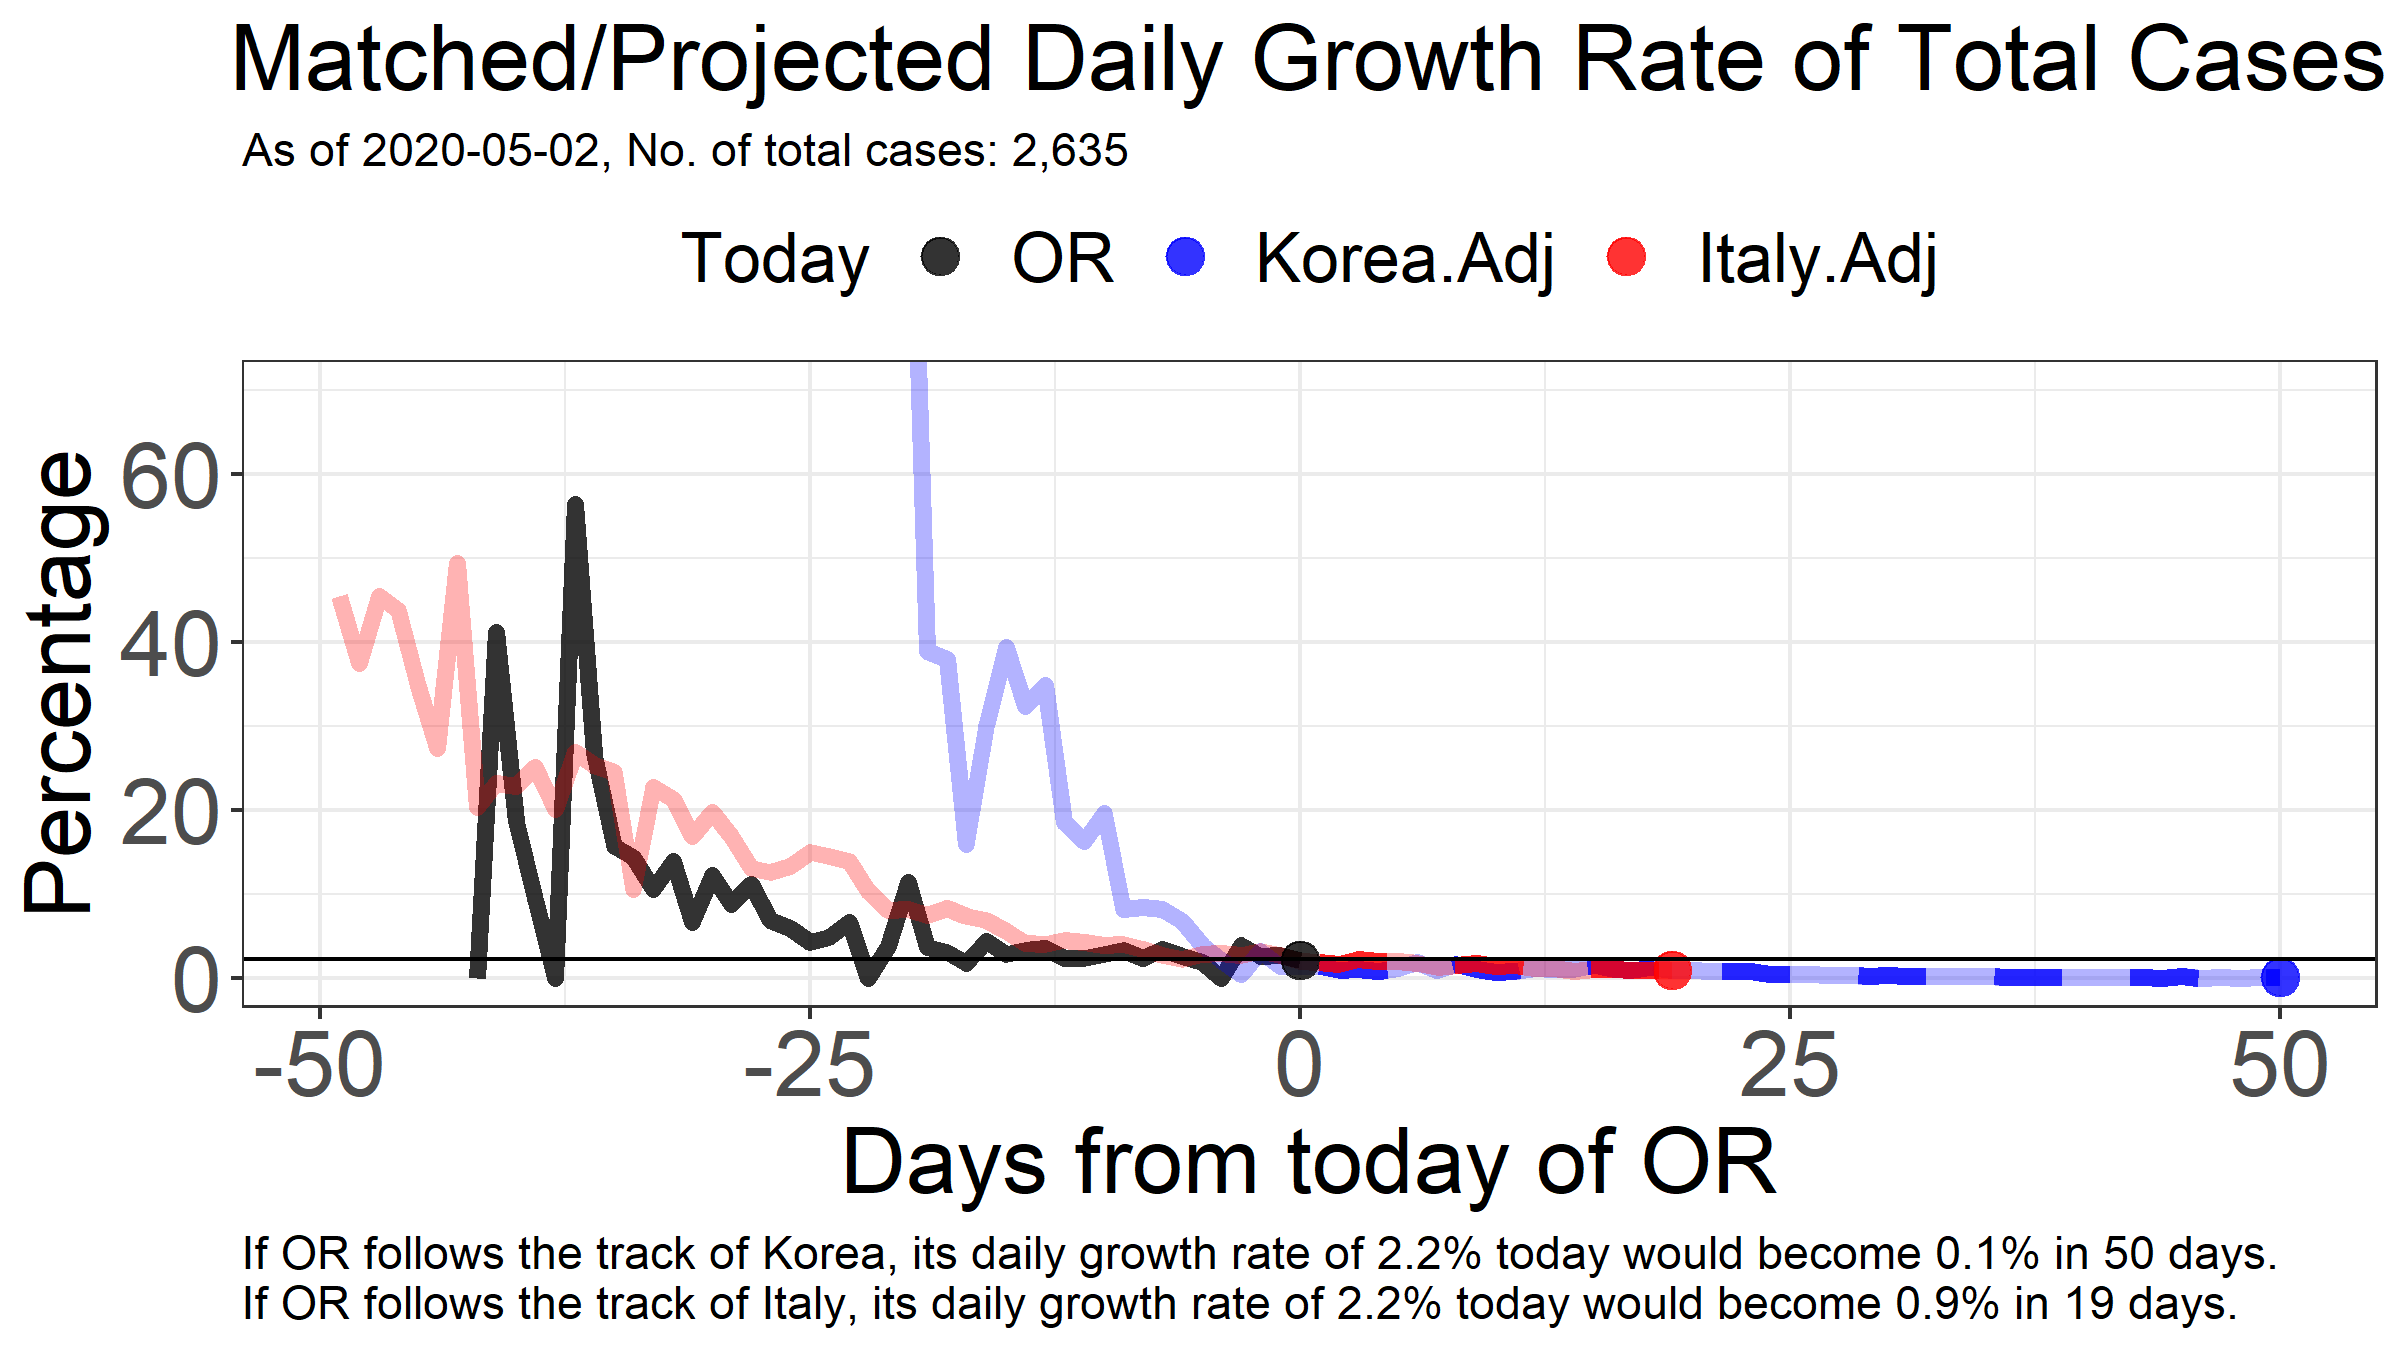 Matched/Projected Daily Growth Rate of Total Cases
As of 2020-05-02, No. of total cases: 2,635
Today OR Korea.Adj Italy.Adj
Percentage
60
40
20
0
-50 -25 0 25 50
Days from today of OR
If OR follows the track of Korea, its daily growth rate of 2.2% today would become 0.1% in 50 days.
If OR follows the track of Italy, its daily growth rate of 2.2% today would become 0.9% in 19 days.